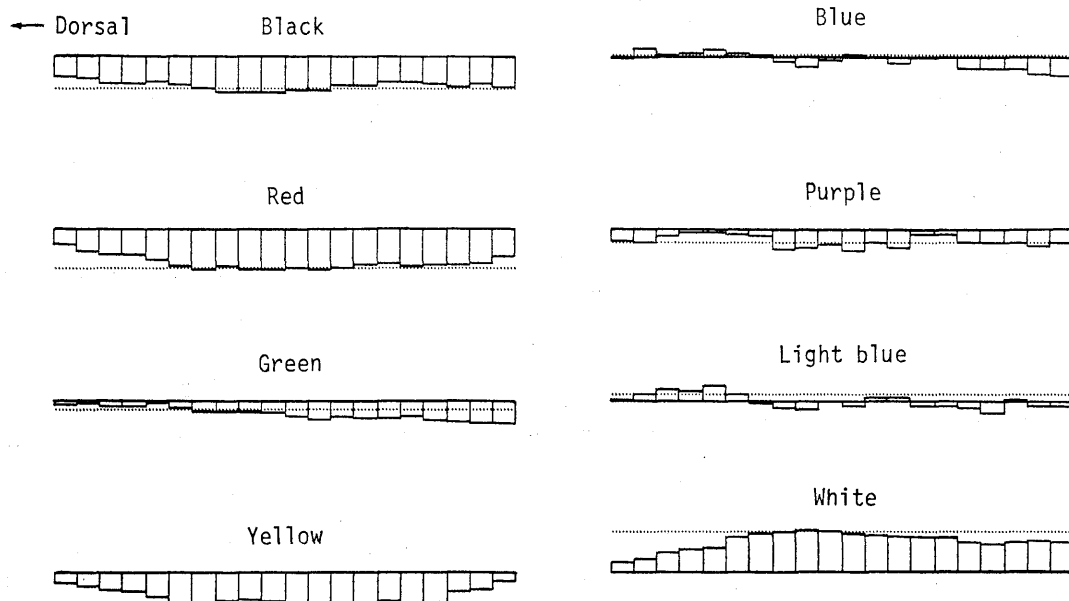 Dorsal
Black
Red
Green
Yellow
Blue
Purple
Light blue
White